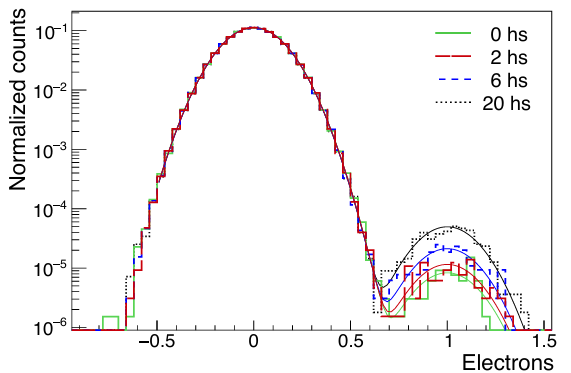 Normalized counts
10⁻¹
10⁻²
10⁻³
10⁻⁴
10⁻⁵
10⁻⁶
0 hs
2 hs
6 hs
20 hs
−0.5 0 0.5 1 1.5
Electrons